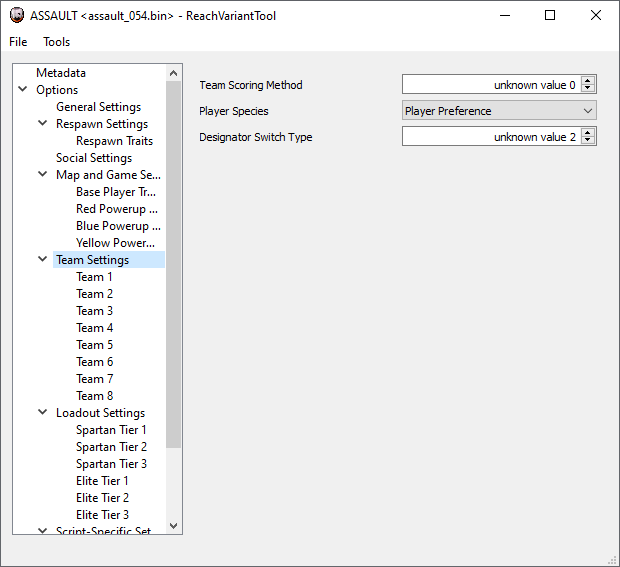 ASSAULT <assault_054.bin> - ReachVariantTool
File Tools
Metadata
Options
General Settings
Respawn Settings
Respawn Traits
Social Settings
Map and Game Se...
Base Player Tr...
Red Powerup ...
Blue Powerup ...
Yellow Power...
Team Settings
Team 1
Team 2
Team 3
Team 4
Team 5
Team 6
Team 7
Team 8
Loadout Settings
Spartan Tier 1
Spartan Tier 2
Spartan Tier 3
Elite Tier 1
Elite Tier 2
Elite Tier 3
Script-Specific Set
Team Scoring Method unknown value 0
Player Species Player Preference
Designator Switch Type unknown value 2